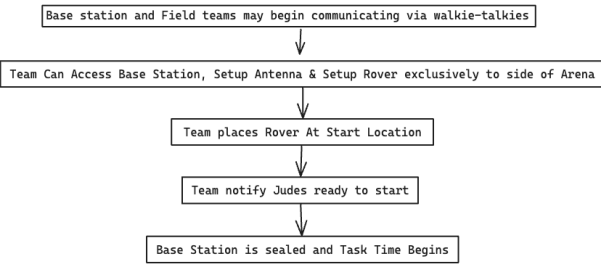 Base station and Field teams may begin communicating via walkie-talkies
Team Can Access Base Station, Setup Antenna & Setup Rover exclusively to side of Arena
Team places Rover At Start Location
Team notify Judes ready to start
Base Station is sealed and Task Time Begins